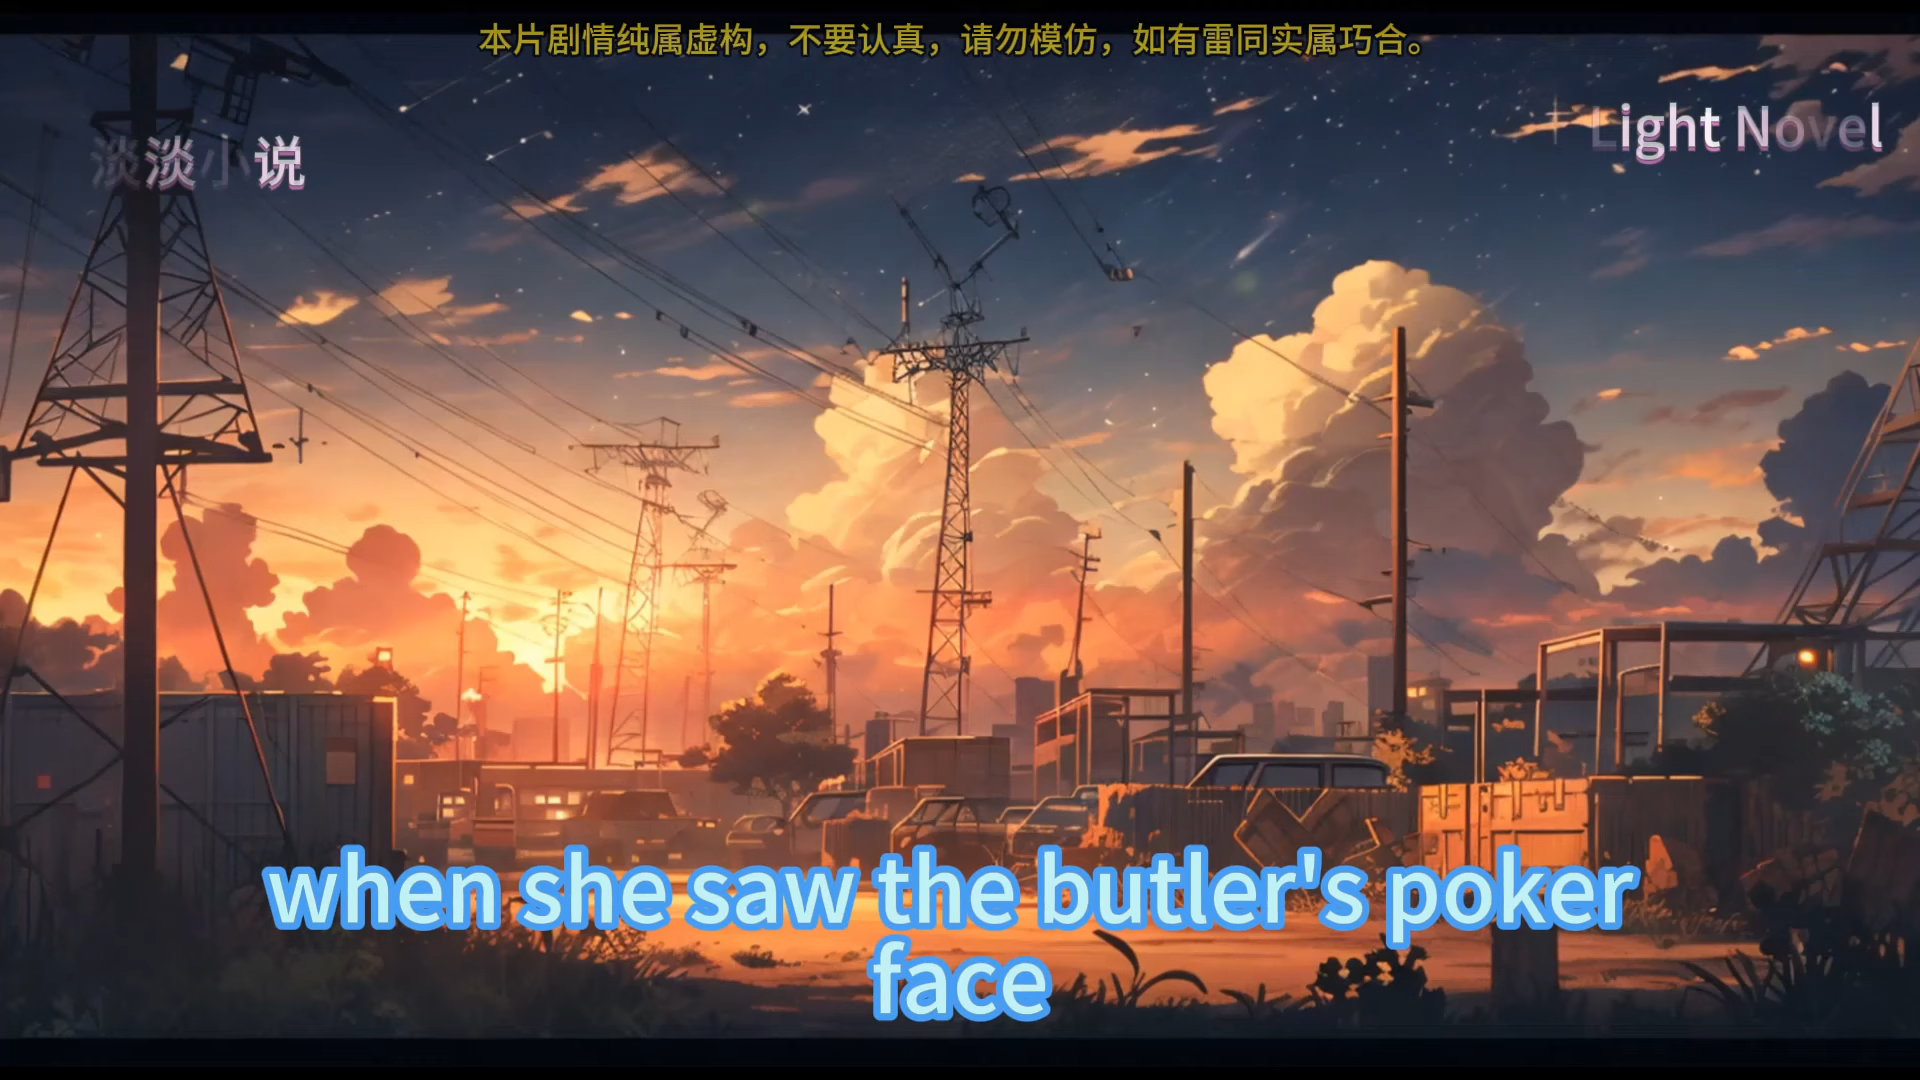 本片剧情纯属虚构，不要认真，请勿模仿，如有雷同实属巧合。
淡淡小说
Light Novel
when she saw the butler's poker
face